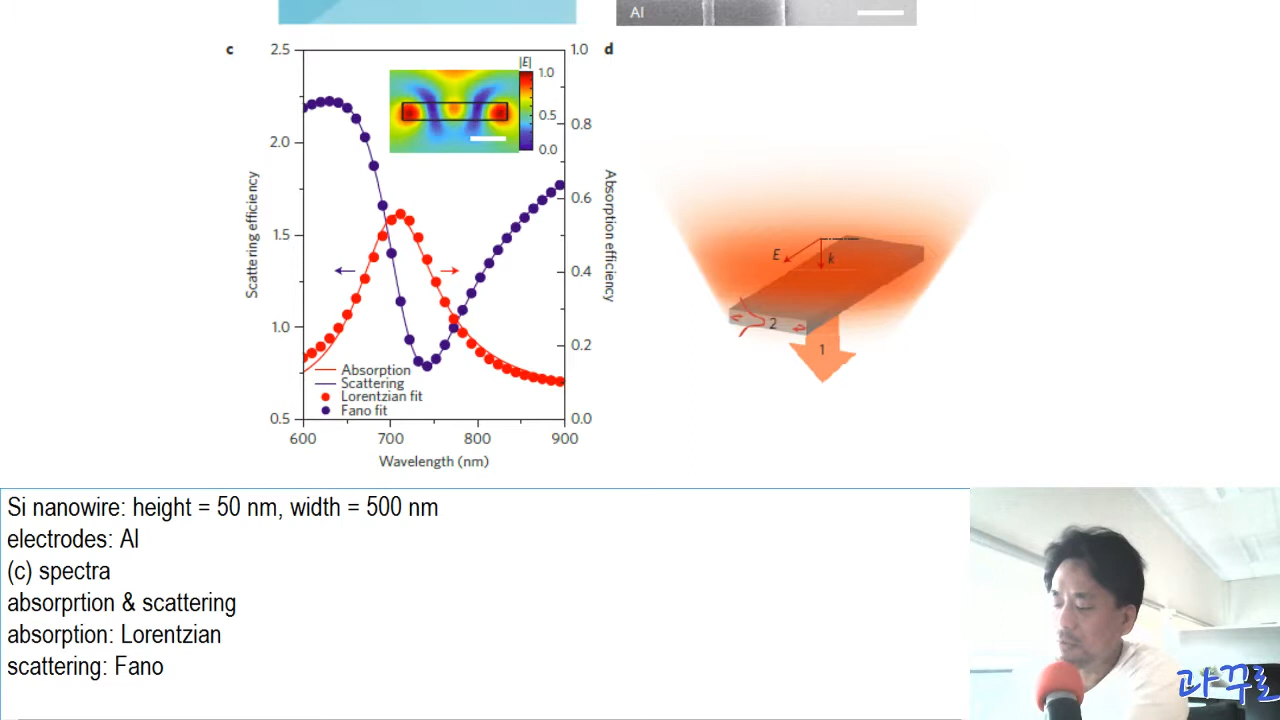 Al
c
2.5
2.0
1.5
1.0
0.5
Scattering efficiency
1.0
0.8
0.6
0.4
0.2
0.0
Absorption efficiency
|E|
1.0
0.5
0.0
Absorption
Scattering
Lorentzian fit
Fano fit
600 700 800 900
Wavelength (nm)
d
E
k
2
1
Si nanowire: height = 50 nm, width = 500 nm
electrodes: Al
(c) spectra
absorprtion & scattering
absorption: Lorentzian
scattering: Fano
과꾸로